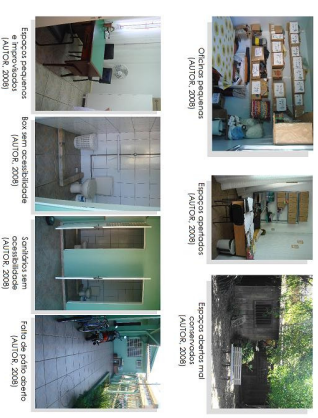 Oficinas pequenas
(AUTOR, 2008)
Espaços apertados
(AUTOR, 2008)
Espaços abertos mal
conservados
(AUTOR, 2008)
Espaços pequenos
e improvisados
(AUTOR, 2008)
Box sem acessibilidade
(AUTOR, 2008)
Sanitários sem
acessibilidade
(AUTOR, 2008)
Falta de pátio aberto
(AUTOR, 2008)